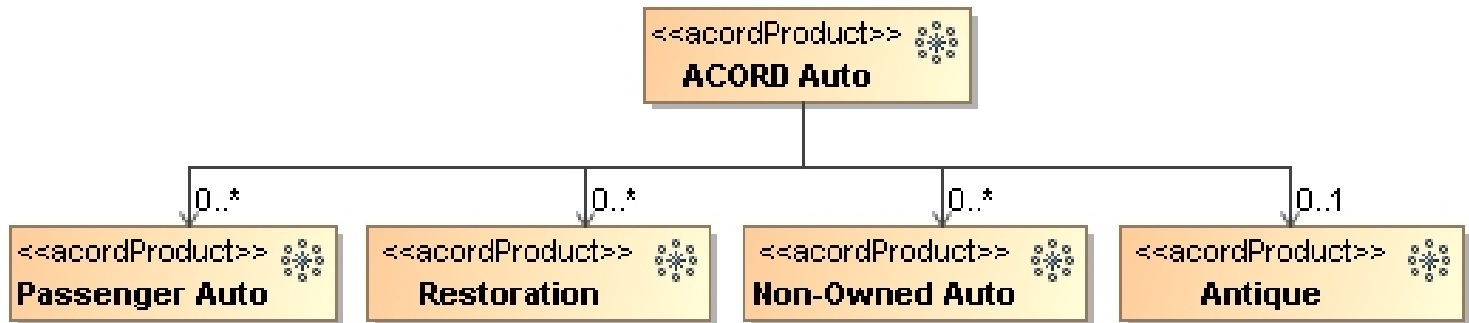 <<acordProduct>>
ACORD Auto
0..*
0..*
0..*
0..1
<<acordProduct>>
Passenger Auto
<<acordProduct>>
Restoration
<<acordProduct>>
Non-Owned Auto
<<acordProduct>>
Antique